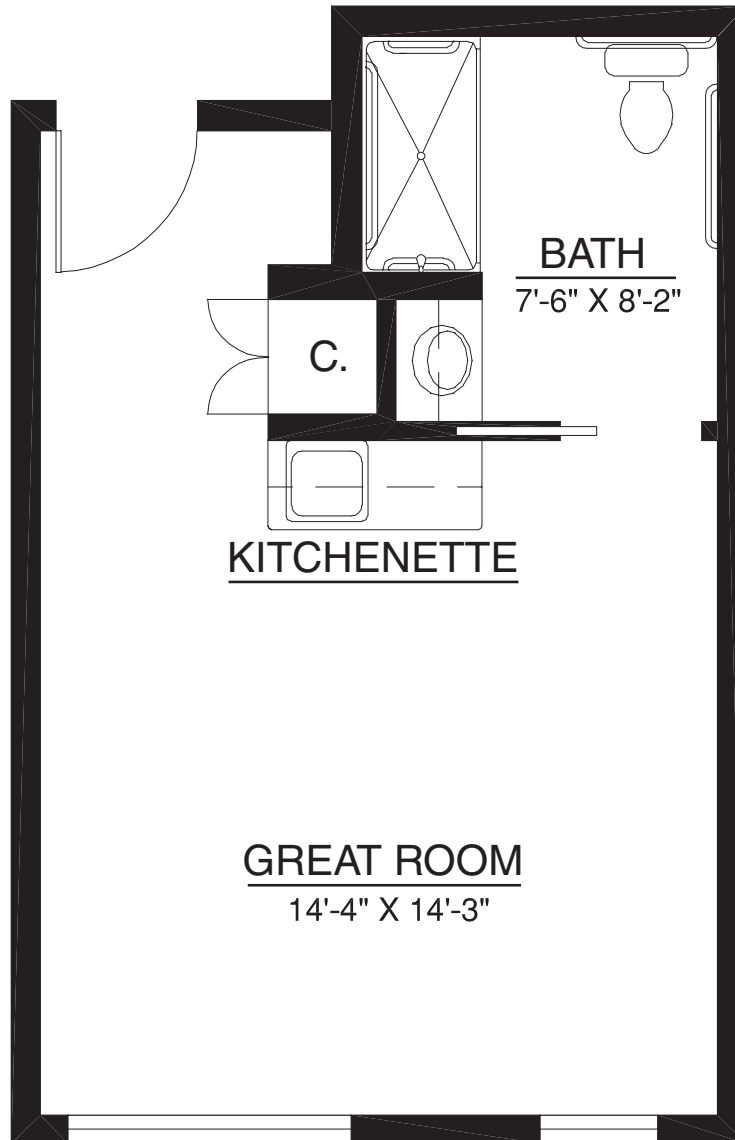 BATH
7'-6" X 8'-2"
C.
KITCHENETTE
GREAT ROOM
14'-4" X 14'-3"